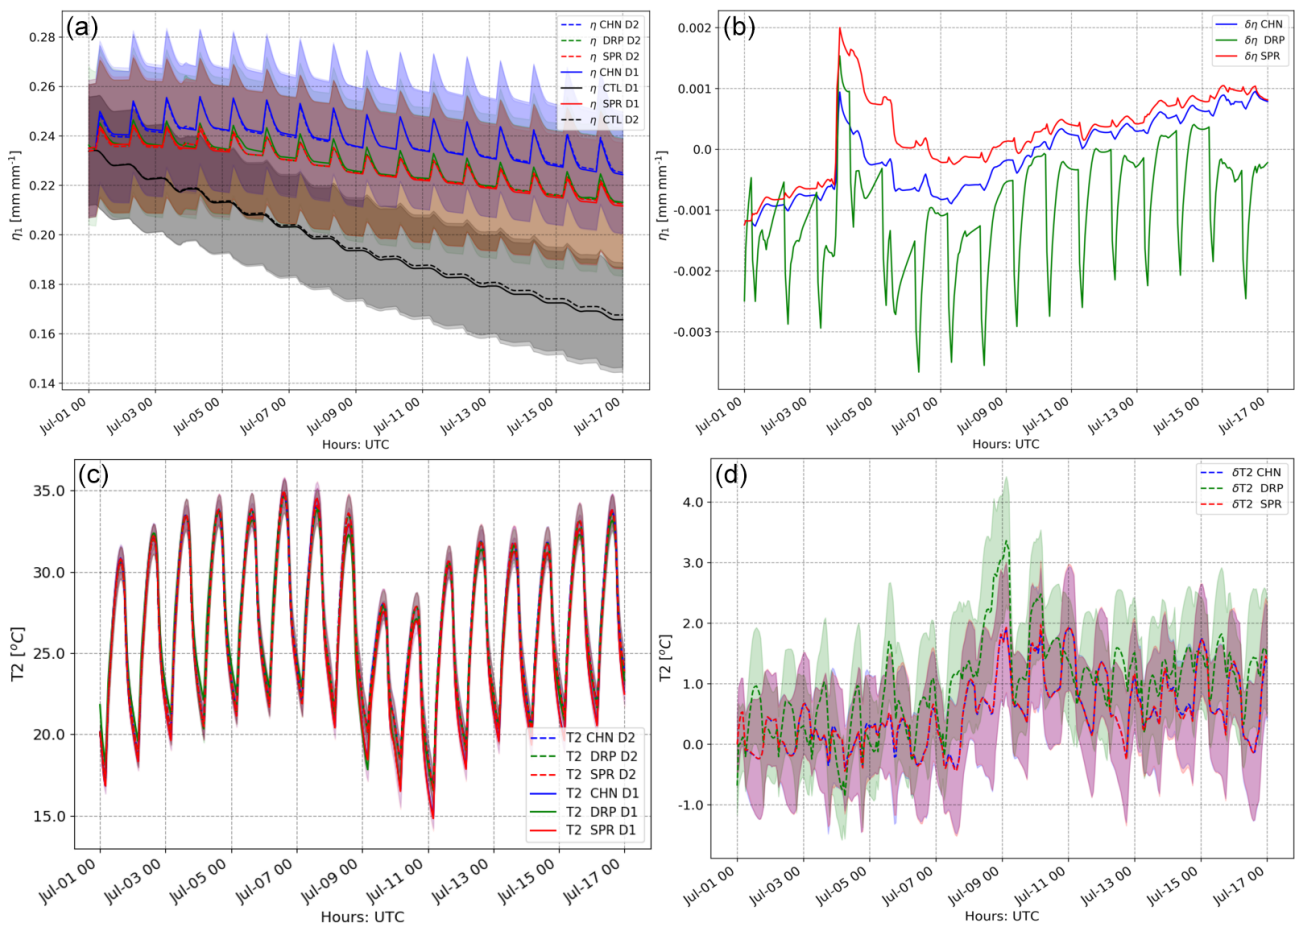 (a)
η CHN D2
η DRP D2
η SPR D2
η CHN D1
CTL D1
η SPR D1
CTL D2
0.28
0.26
0.24
0.22
0.20
0.18
0.16
0.14
η₁ [mm mm⁻¹]
Jul-01 00
Jul-03 00
Jul-05 00
Jul-07 00
Jul-09 00
Jul-11 00
Jul-13 00
Jul-15 00
Jul-17 00
Hours: UTC
(b)
δη CHN
δη DRP
δη SPR
0.002
0.001
0.0
-0.001
-0.002
-0.003
η₁ [mm mm⁻¹]
Jul-01 00
Jul-03 00
Jul-05 00
Jul-07 00
Jul-09 00
Jul-11 00
Jul-13 00
Jul-15 00
Jul-17 00
Hours: UTC
(c)
35.0
30.0
25.0
20.0
15.0
T2 [°C]
T2 CHN D2
T2 DRP D2
T2 SPR D2
T2 CHN D1
T2 DRP D1
T2 SPR D1
Jul-01 00
Jul-03 00
Jul-05 00
Jul-07 00
Jul-09 00
Jul-11 00
Jul-13 00
Jul-15 00
Jul-17 00
Hours: UTC
(d)
δT2 CHN
δT2 DRP
δT2 SPR
4.0
3.0
2.0
1.0
0.0
-1.0
T2 [°C]
Jul-01 00
Jul-03 00
Jul-05 00
Jul-07 00
Jul-09 00
Jul-11 00
Jul-13 00
Jul-15 00
Jul-17 00
Hours: UTC